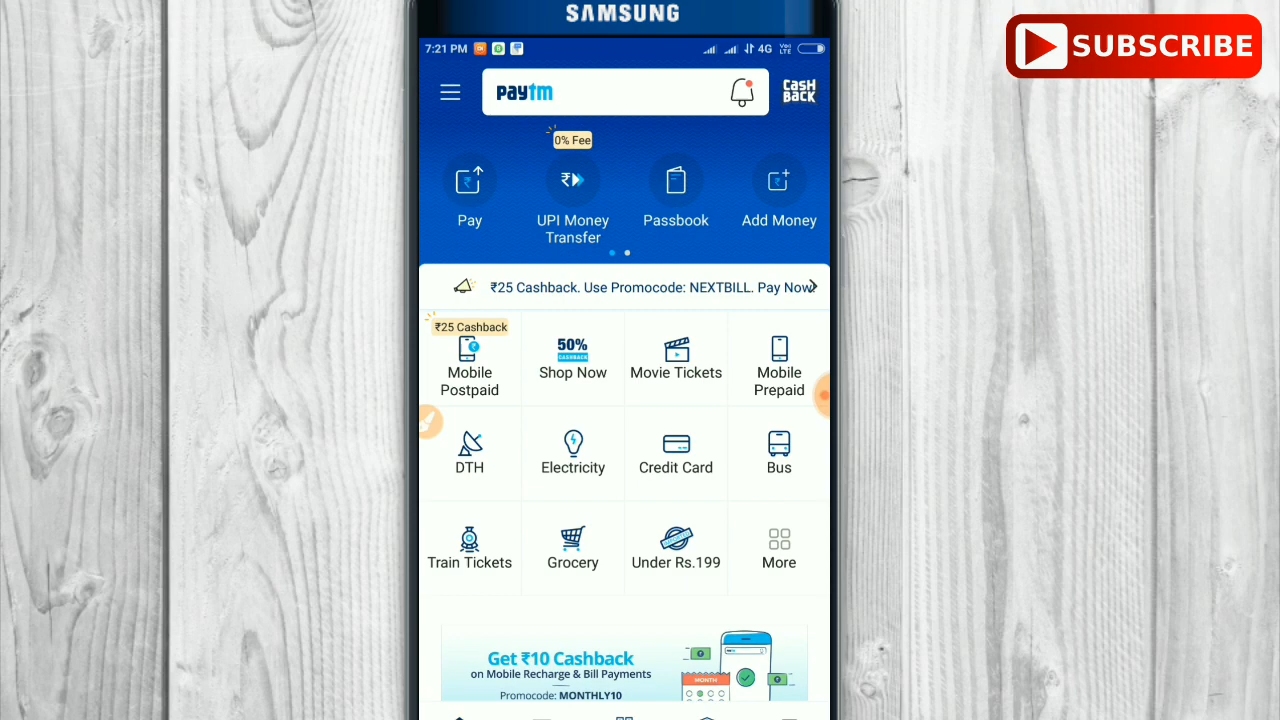 SAMSUNG
SUBSCRIBE
7:21 PM
4G
Vo)
LTE
paytm
CASH
BACK
0% Fee
Pay
UPI Money
Transfer
Passbook
Add Money
₹25 Cashback. Use Promocode: NEXTBILL. Pay Now
₹25 Cashback
Mobile
Postpaid
50%
CASHBACK
Shop Now
Movie Tickets
Mobile
Prepaid
DTH
Electricity
Credit Card
Bus
Train Tickets
Grocery
Under Rs.199
More
Get ₹10 Cashback
on Mobile Recharge & Bill Payments
Promocode: MONTHLY10
MONTH